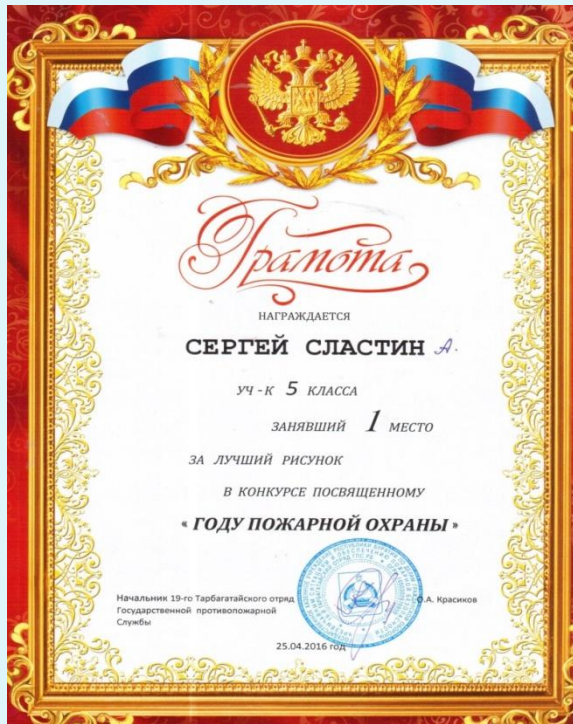 Грамота
НАГРАЖДАЕТСЯ
СЕРГЕЙ СЛАСТИН А.
УЧ - К 5 КЛАССА
ЗАНЯВШИЙ 1 МЕСТО
ЗА ЛУЧШИЙ РИСУНОК
В КОНКУРСЕ ПОСВЯЩЕННОМУ
« ГОДУ ПОЖАРНОЙ ОХРАНЫ »
Начальник 19-го Тарбагатайского отряд О.А. Красиков
Государственной противопожарной
Службы
25.04.2016 год